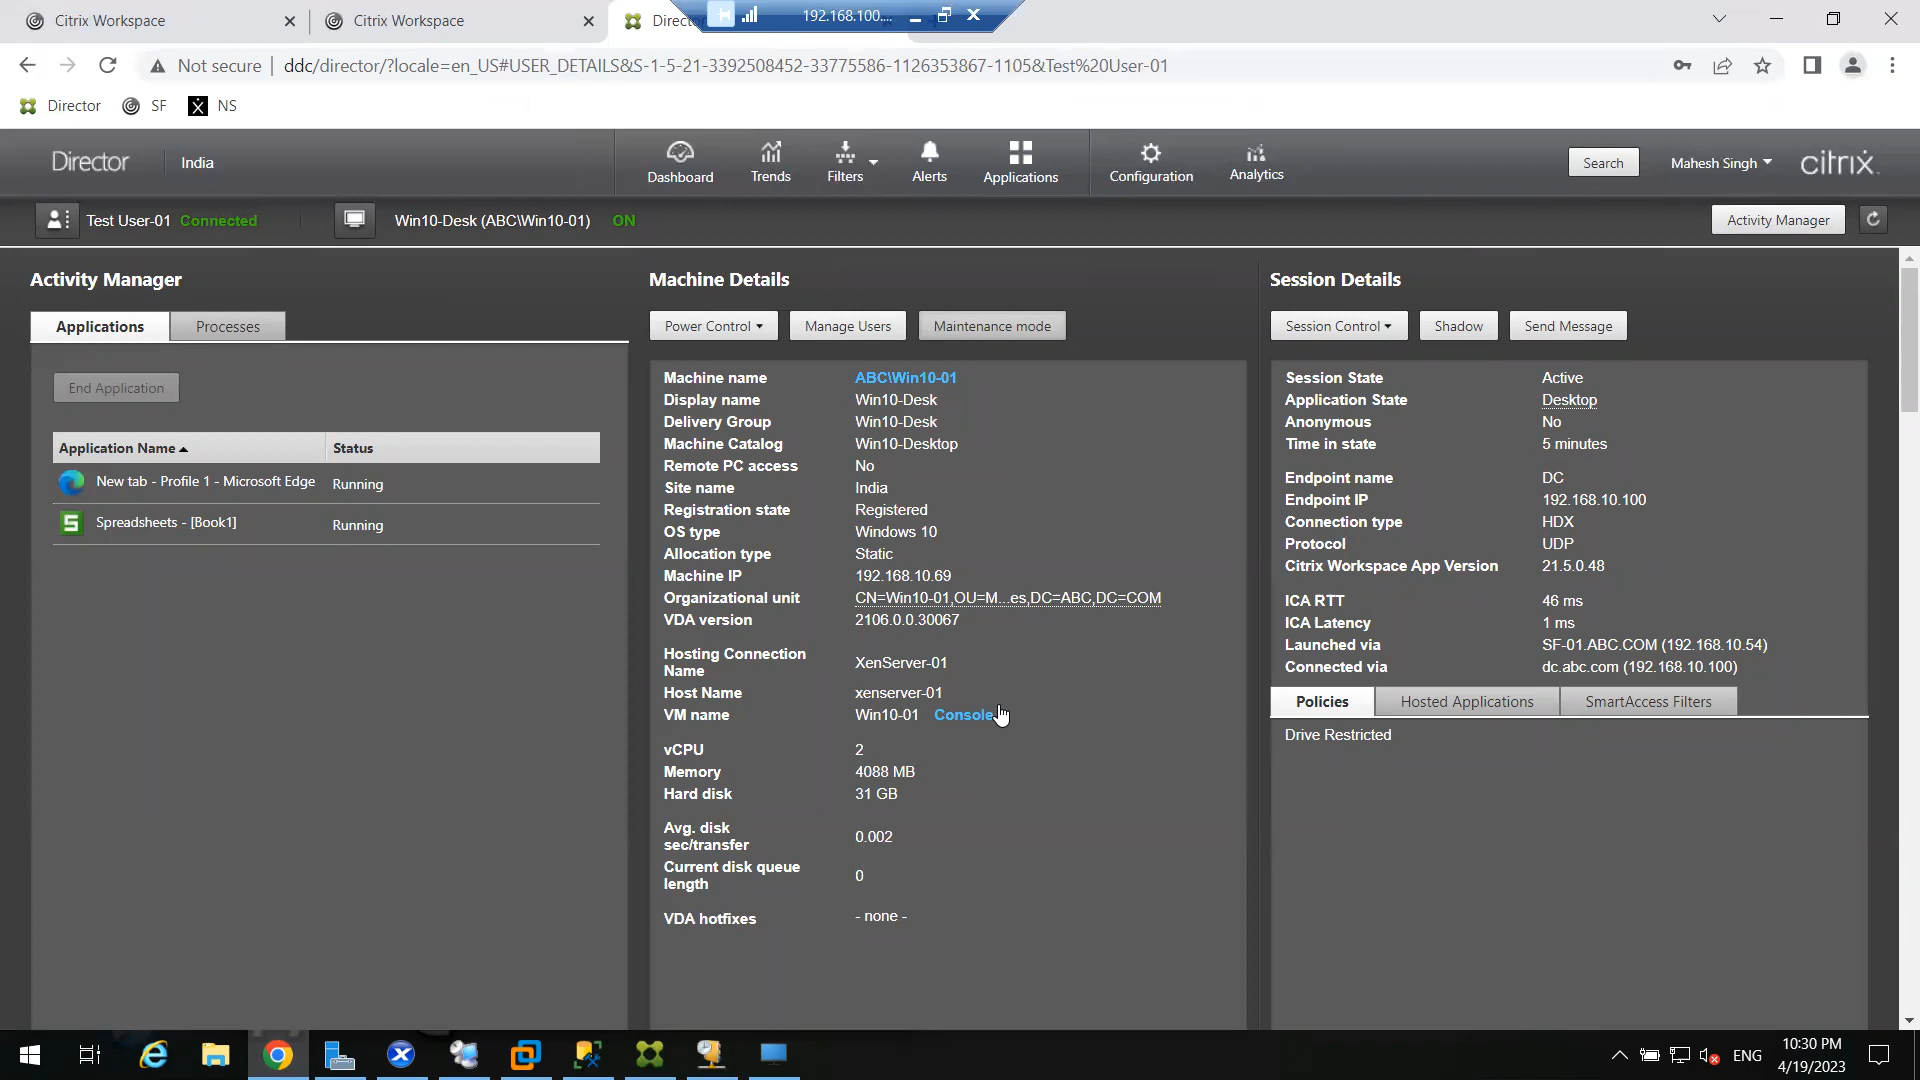 Citrix Workspace
Citrix Workspace
192.168.100....
Not secure
ddc/director/?locale=en_US#USER_DETAILS&S-1-5-21-3392508452-33775586-1126353867-1105&Test%20User-01
Director
SF
NS
Director
India
Dashboard
Trends
Filters
Alerts
Applications
Configuration
Analytics
Search
Mahesh Singh
citrix
Test User-01 Connected
Win10-Desk (ABC\Win10-01) ON
Activity Manager
Activity Manager
Applications
Processes
End Application
Application Name Status
New tab - Profile 1 - Microsoft Edge Running
Spreadsheets - [Book1] Running
Machine Details
Power Control
Manage Users
Maintenance mode
Machine name ABC\Win10-01
Display name Win10-Desk
Delivery Group Win10-Desk
Machine Catalog Win10-Desktop
Remote PC access No
Site name India
Registration state Registered
OS type Windows 10
Allocation type Static
Machine IP 192.168.10.69
Organizational unit CN=Win10-01,OU=M...es,DC=ABC,DC=COM
VDA version 2106.0.0.30067
Hosting Connection
Name XenServer-01
Host Name xenserver-01
VM name Win10-01 Console
vCPU 2
Memory 4088 MB
Hard disk 31 GB
Avg. disk
sec/transfer 0.002
Current disk queue
length 0
VDA hotfixes - none -
Session Details
Session Control
Shadow
Send Message
Session State Active
Application State Desktop
Anonymous No
Time in state 5 minutes
Endpoint name DC
Endpoint IP 192.168.10.100
Connection type HDX
Protocol UDP
Citrix Workspace App Version 21.5.0.48
ICA RTT 46 ms
ICA Latency 1 ms
Launched via SF-01.ABC.COM (192.168.10.54)
Connected via dc.abc.com (192.168.10.100)
Policies
Hosted Applications
SmartAccess Filters
Drive Restricted
ENG
10:30 PM
4/19/2023